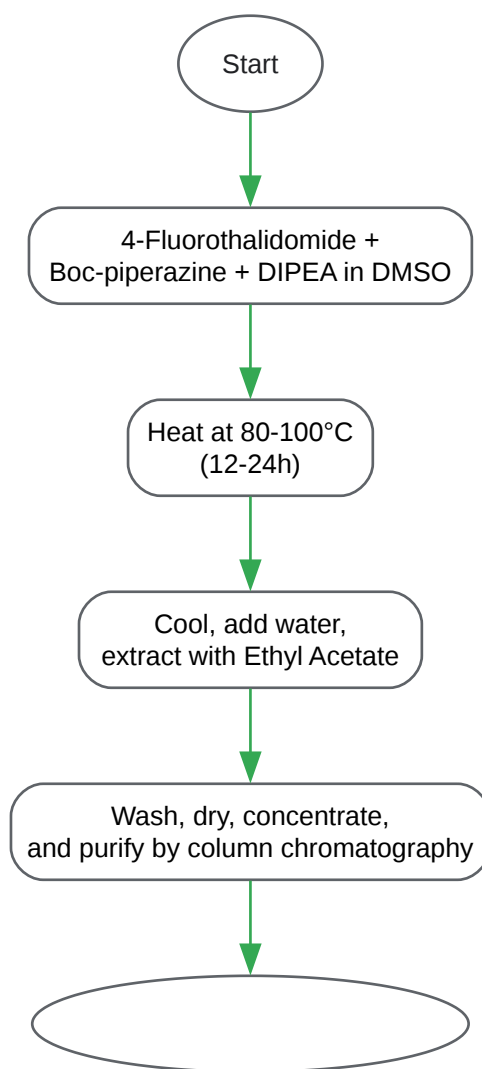 Start
4-Fluorothalidomide +
Boc-piperazine + DIPEA in DMSO
Heat at 80-100°C
(12-24h)
Cool, add water,
extract with Ethyl Acetate
Wash, dry, concentrate,
and purify by column chromatography